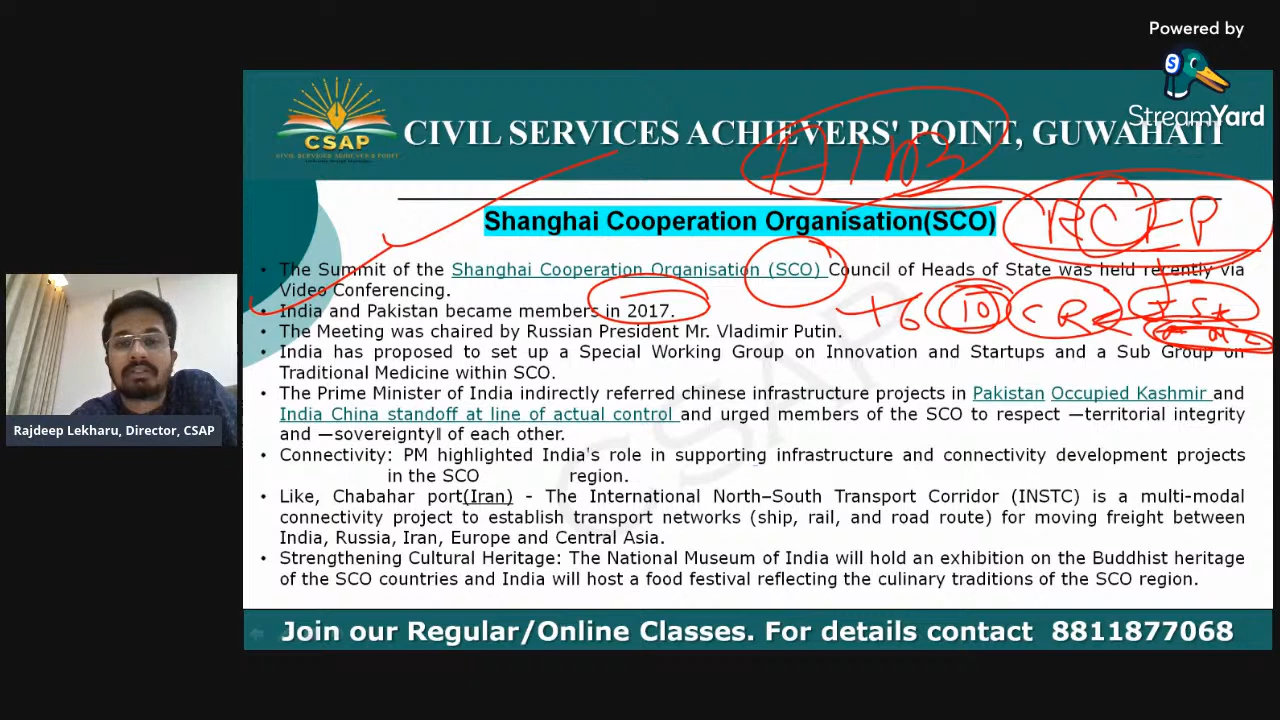 Powered by
StreamYard
CSAP
CIVIL SERVICES ACHIEVER'S POINT
CIVIL SERVICES ACHIEVERS' POINT, GUWAHATI
AIIB
RCEP
Shanghai Cooperation Organisation(SCO)
• The Summit of the Shanghai Cooperation Organisation (SCO) Council of Heads of State was held recently via
Video Conferencing.
• India and Pakistan became members in 2017.
+6 10
• The Meeting was chaired by Russian President Mr. Vladimir Putin.
• India has proposed to set up a Special Working Group on Innovation and Startups and a Sub Group on
Traditional Medicine within SCO.
• The Prime Minister of India indirectly referred chinese infrastructure projects in Pakistan Occupied Kashmir and
India China standoff at line of actual control and urged members of the SCO to respect ―territorial integrity
and ―sovereignty‖ of each other.
• Connectivity: PM highlighted India's role in supporting infrastructure and connectivity development projects
in the SCO region.
• Like, Chabahar port(Iran) - The International North–South Transport Corridor (INSTC) is a multi-modal
connectivity project to establish transport networks (ship, rail, and road route) for moving freight between
India, Russia, Iran, Europe and Central Asia.
• Strengthening Cultural Heritage: The National Museum of India will hold an exhibition on the Buddhist heritage
of the SCO countries and India will host a food festival reflecting the culinary traditions of the SCO region.
CSAP
Rajdeep Lekharu, Director, CSAP
Join our Regular/Online Classes. For details contact 8811877068